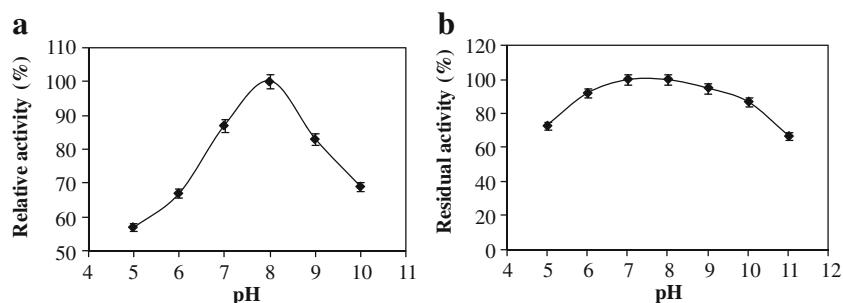 a
Relative activity (%)
110
100
90
80
70
60
50
4 5 6 7 8 9 10 11
pH
b
Residual activity (%)
120
100
80
60
40
20
0
4 5 6 7 8 9 10 11 12
pH